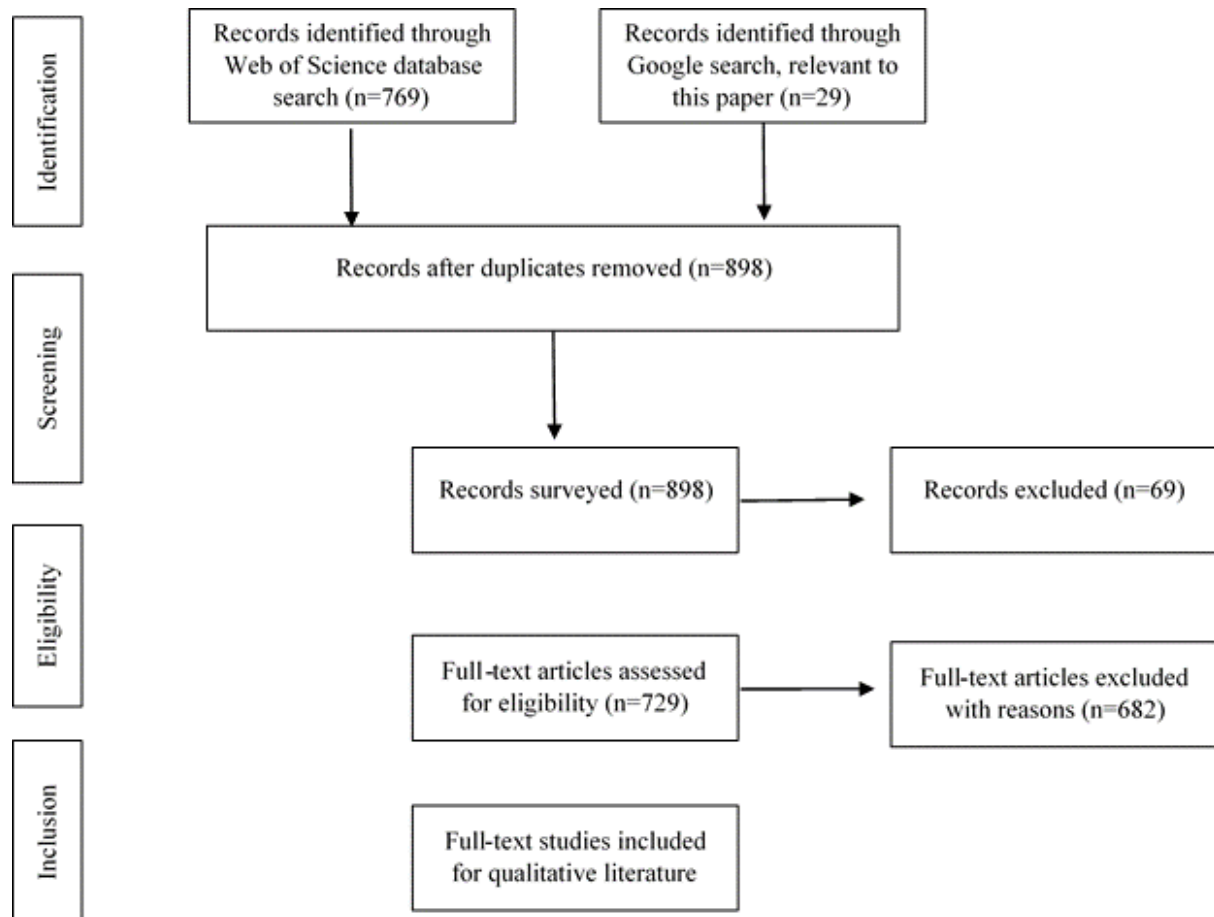 Identification
Records identified through
Web of Science database
search (n=769)
Records identified through
Google search, relevant to
this paper (n=29)
Records after duplicates removed (n=898)
Screening
Records surveyed (n=898)
Records excluded (n=69)
Eligibility
Full-text articles assessed
for eligibility (n=729)
Full-text articles excluded
with reasons (n=682)
Inclusion
Full-text studies included
for qualitative literature